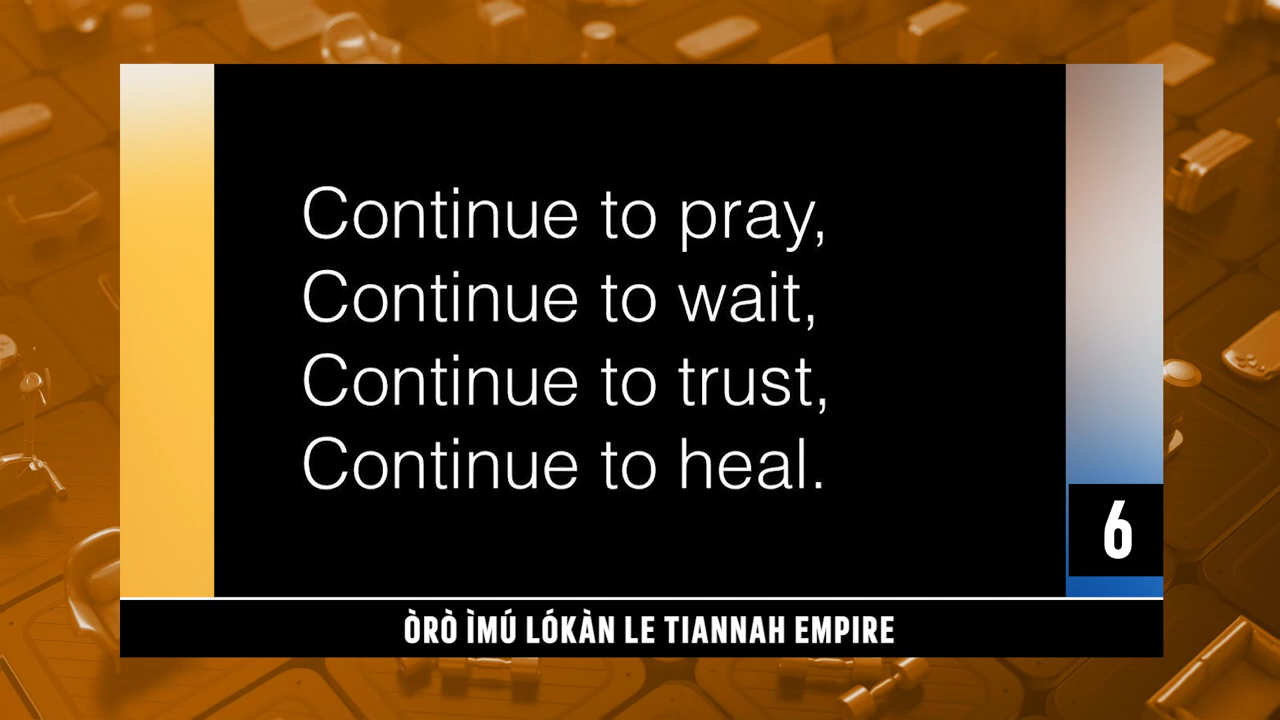 Continue to pray,
Continue to wait,
Continue to trust,
Continue to heal.
6
ÒRÒ ÌMÚ LÓKÀN LE TIANNAH EMPIRE